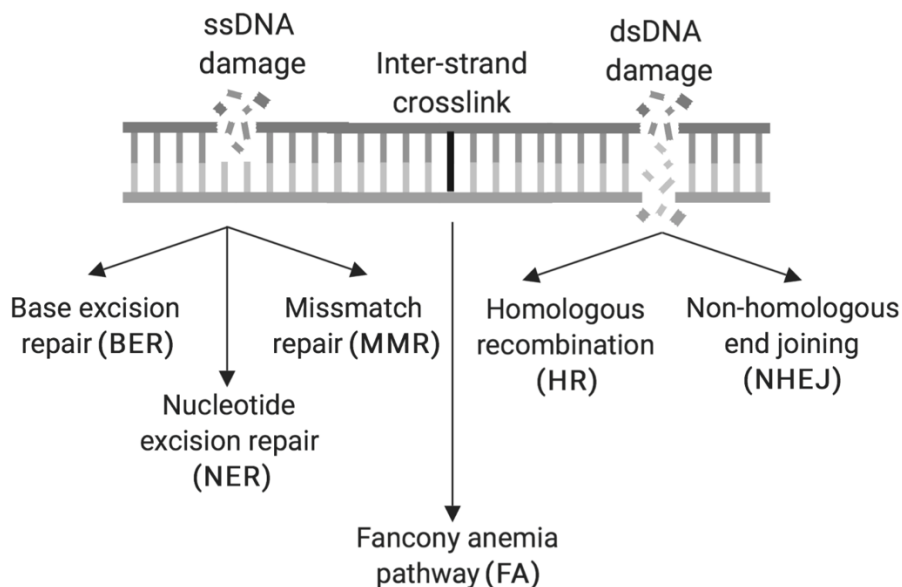 ssDNA
damage
Inter-strand
crosslink
dsDNA
damage
Base excision
repair (BER)
Missmatch
repair (MMR)
Nucleotide
excision repair
(NER)
Homologous
recombination
(HR)
Non-homologous
end joining
(NHEJ)
Fancony anemia
pathway (FA)